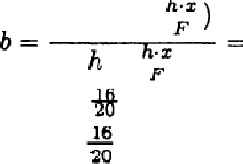 h·x
F )
b = ———— =
h h·x
F
16
20
16
20